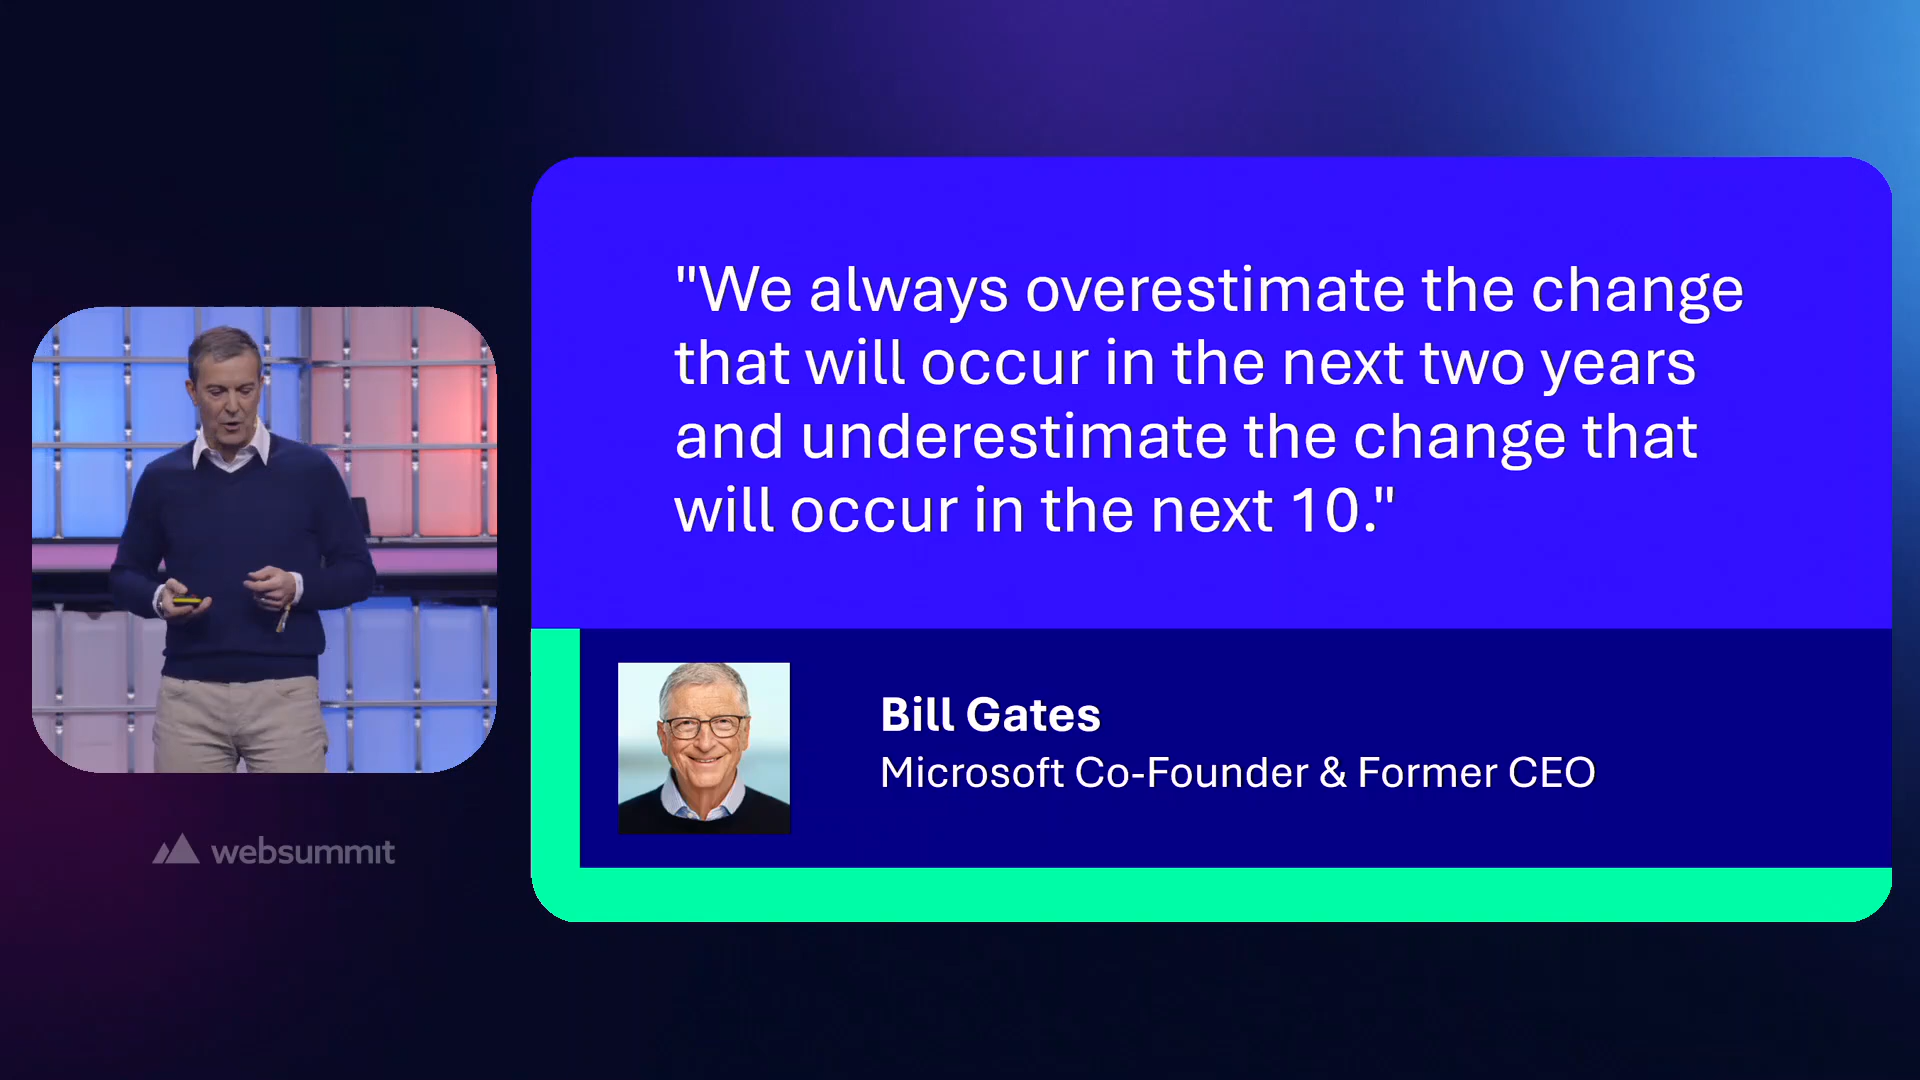 "We always overestimate the change
that will occur in the next two years
and underestimate the change that
will occur in the next 10."
Bill Gates
Microsoft Co-Founder & Former CEO
websummit